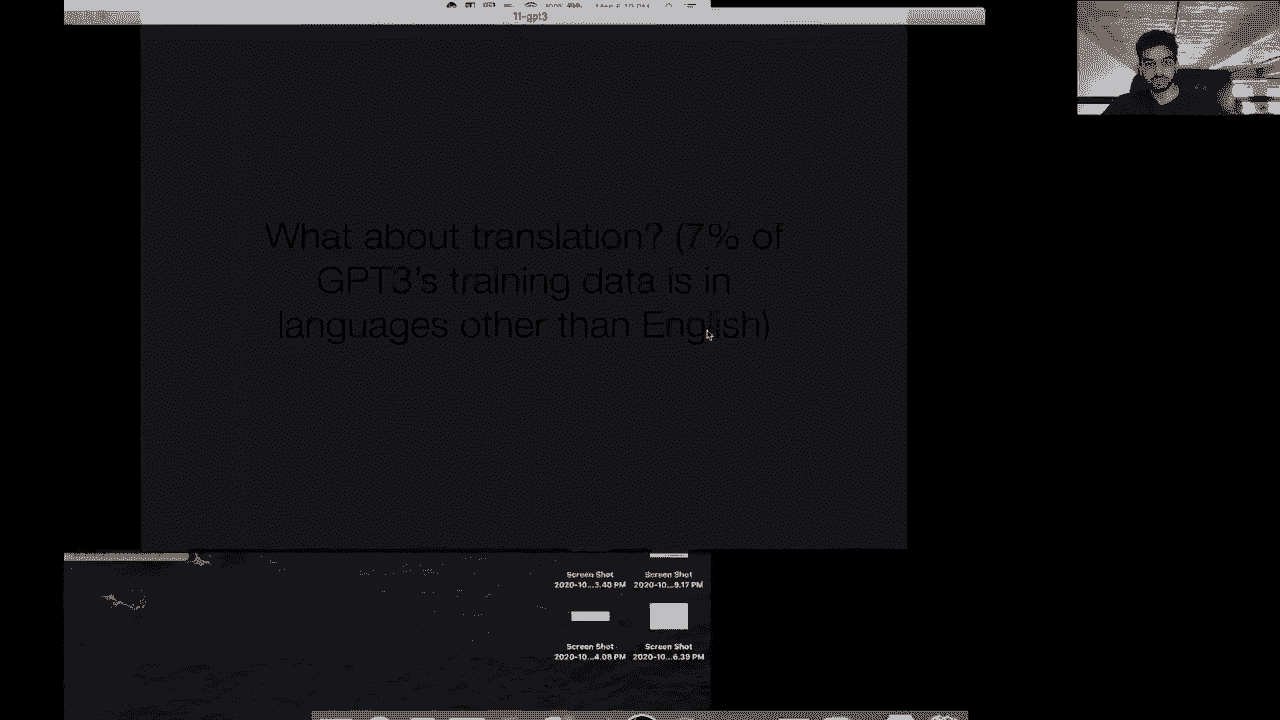 11-gpt3
What about translation? (7% of
GPT3's training data is in
languages other than English)
Screen Shot
2020-10...3.40 PM
Screen Shot
2020-10...9.17 PM
Screen Shot
2020-10...4.08 PM
Screen Shot
2020-10...6.39 PM